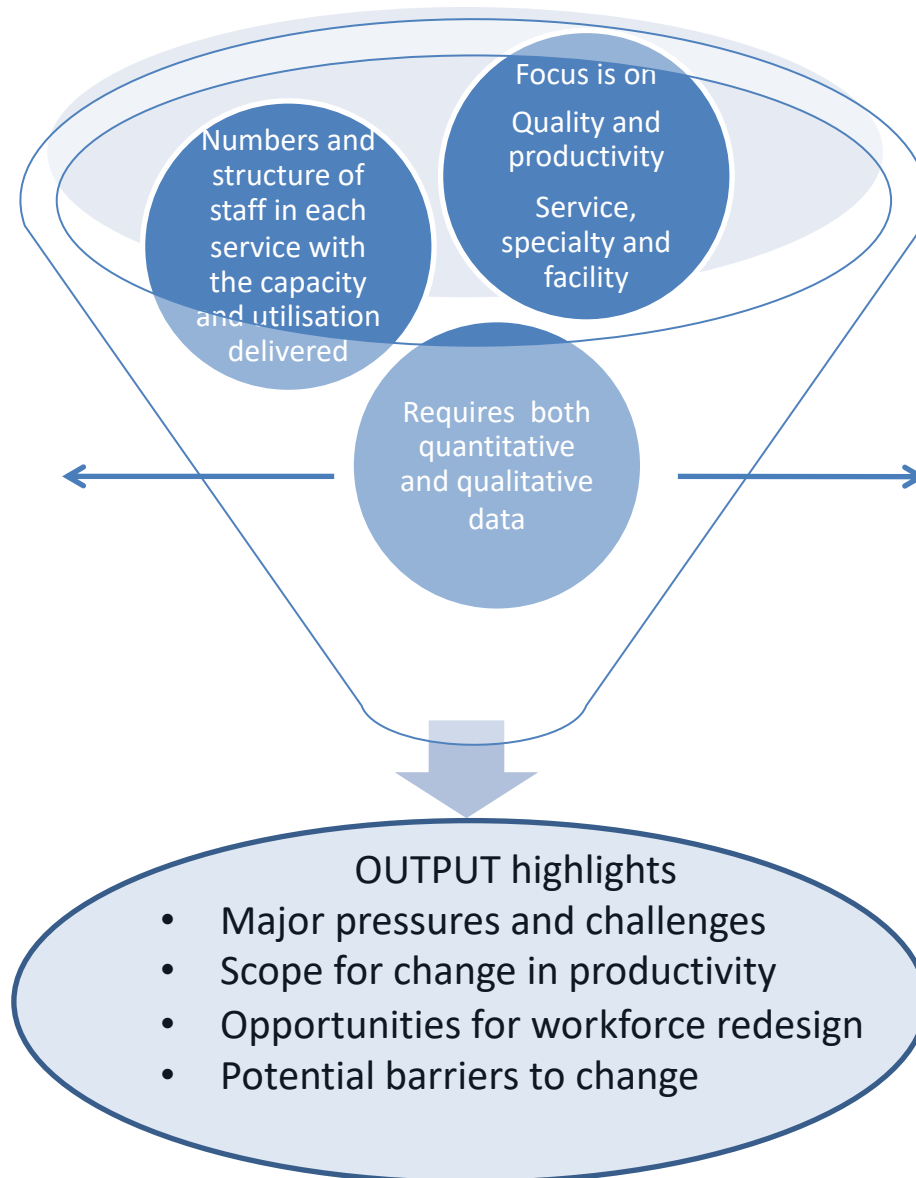 Focus is on
Quality and
productivity
Service,
specialty and
facility
Numbers and
structure of
staff in each
service with
the capacity
and utilisation
delivered
Requires both
quantitative
and qualitative
data
OUTPUT highlights
• Major pressures and challenges
• Scope for change in productivity
• Opportunities for workforce redesign
• Potential barriers to change